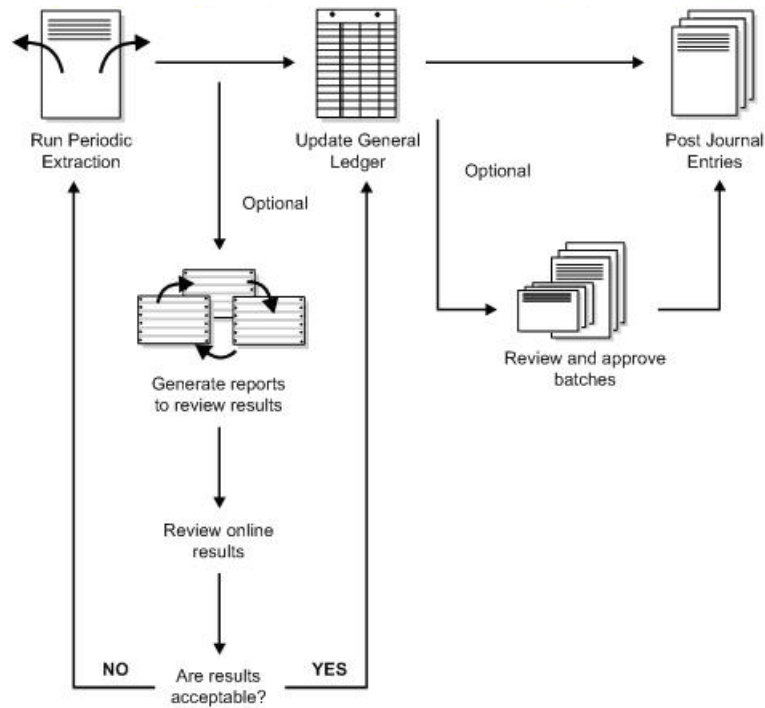 Run Periodic
Extraction
Update General
Ledger
Post Journal
Entries
Optional
Optional
Generate reports
to review results
Review and approve
batches
Review online
results
NO
Are results
acceptable?
YES